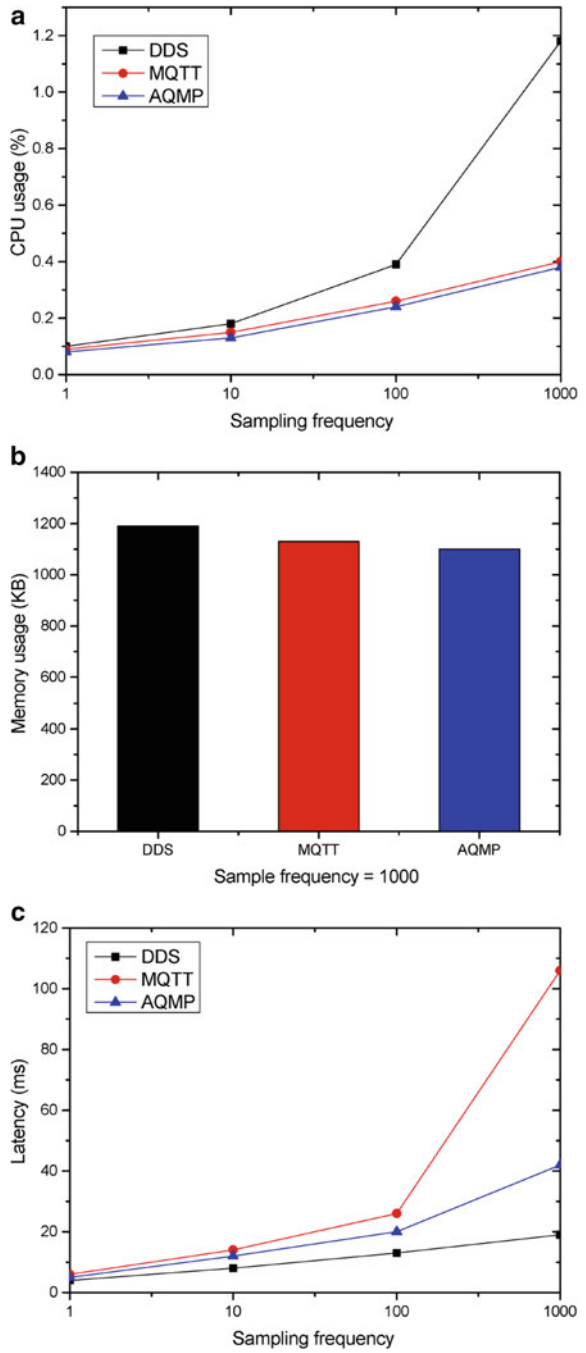 a
DDS
MQTT
AQMP
CPU usage (%)
1.2
1.0
0.8
0.6
0.4
0.2
0.0
1 10 100 1000
Sampling frequency
b
Memory usage (KB)
1400
1200
1000
800
600
400
200
0
DDS MQTT AQMP
Sample frequency = 1000
c
DDS
MQTT
AQMP
Latency (ms)
120
100
80
60
40
20
0
1 10 100 1000
Sampling frequency